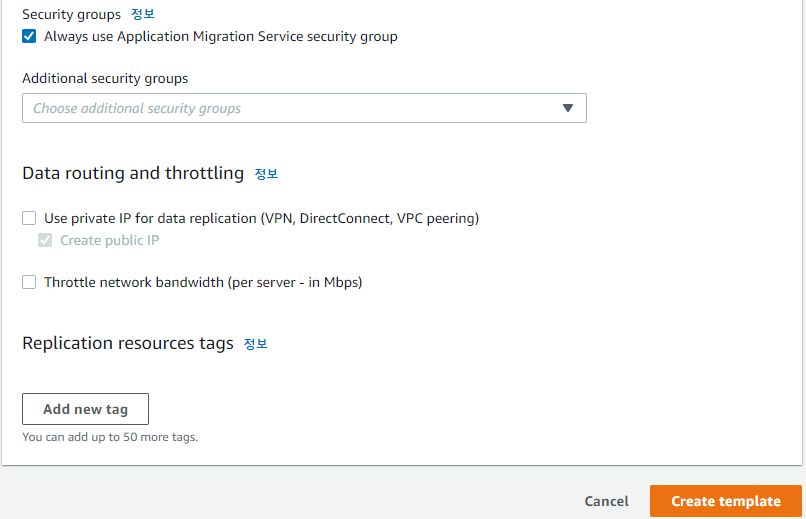 Security groups 정보
Always use Application Migration Service security group
Additional security groups
Choose additional security groups
Data routing and throttling 정보
Use private IP for data replication (VPN, DirectConnect, VPC peering)
Create public IP
Throttle network bandwidth (per server - in Mbps)
Replication resources tags 정보
Add new tag
You can add up to 50 more tags.
Cancel Create template